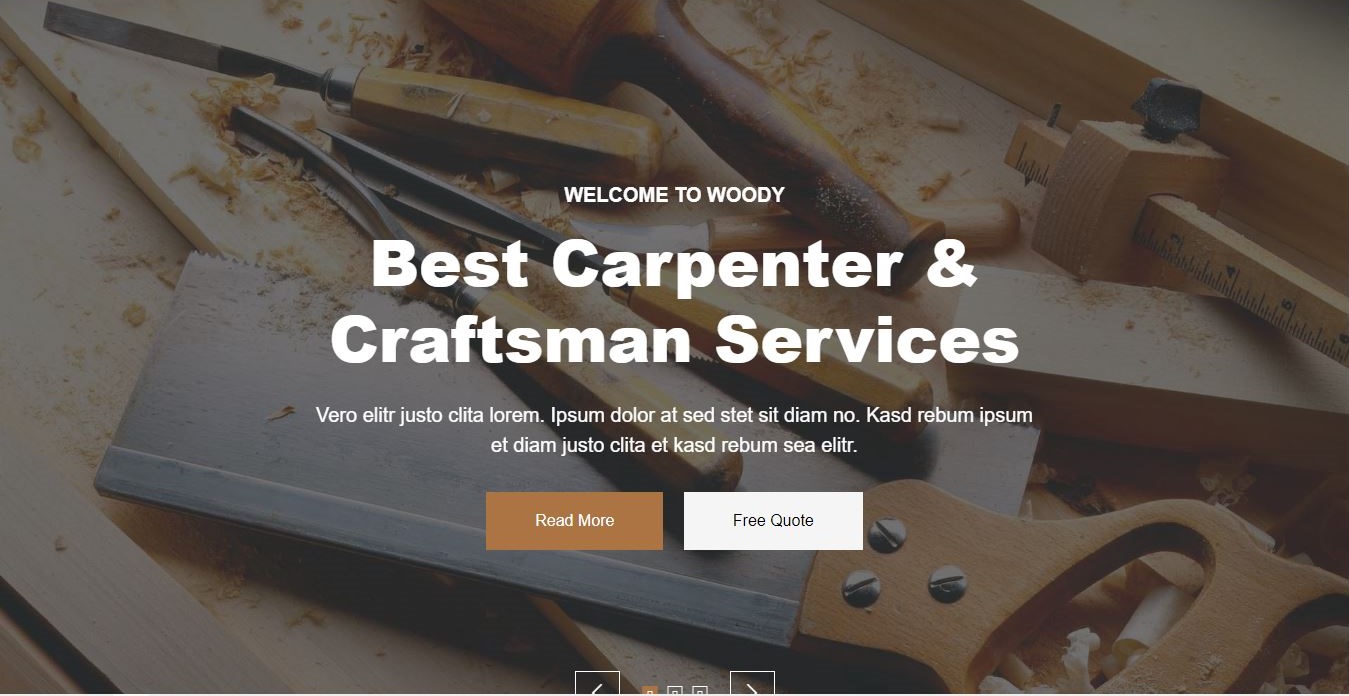 WELCOME TO WOODY
Best Carpenter &
Craftsman Services
Vero elitr justo clita lorem. Ipsum dolor at sed stet sit diam no. Kasd rebum ipsum
et diam justo clita et kasd rebum sea elitr.
Read More
Free Quote